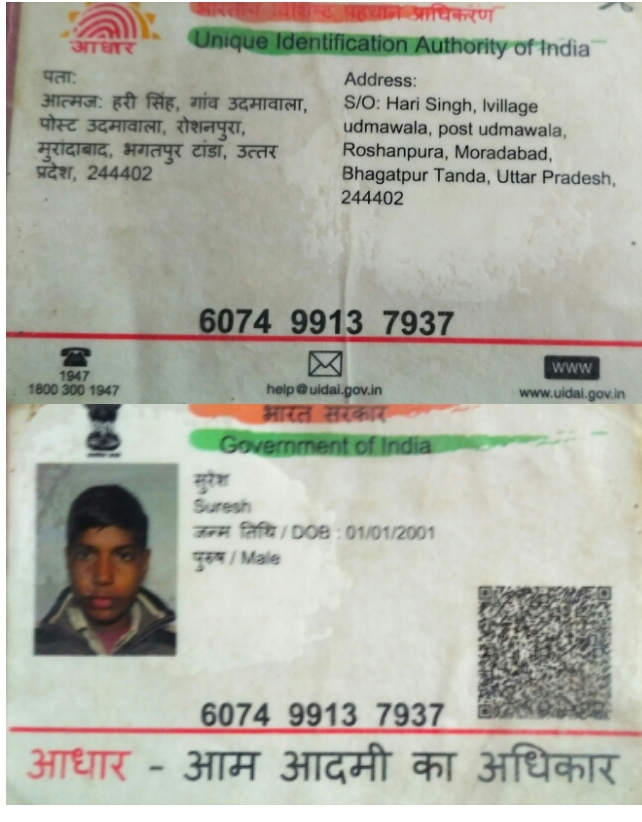 भारतीय विशिष्ट पहचान प्राधिकरण
आधार
Unique Identification Authority of India
पता:
आत्मज: हरी सिंह, गांव उदमावाला,
पोस्ट उदमावाला, रोशनपुरा,
मुरांदाबाद, भगतपुर टांडा, उत्तर
प्रदेश, 244402
Address:
S/O: Hari Singh, lvillage
udmawala, post udmawala,
Roshanpura, Moradabad,
Bhagatpur Tanda, Uttar Pradesh,
244402
6074 9913 7937
1947
1800 300 1947
help@uidai.gov.in
WWW
www.uidai.gov.in
भारत सरकार
Government of India
सुरेश
Suresh
जन्म तिथि / DOB : 01/01/2001
पुरुष / Male
6074 9913 7937
आधार - आम आदमी का अधिकार